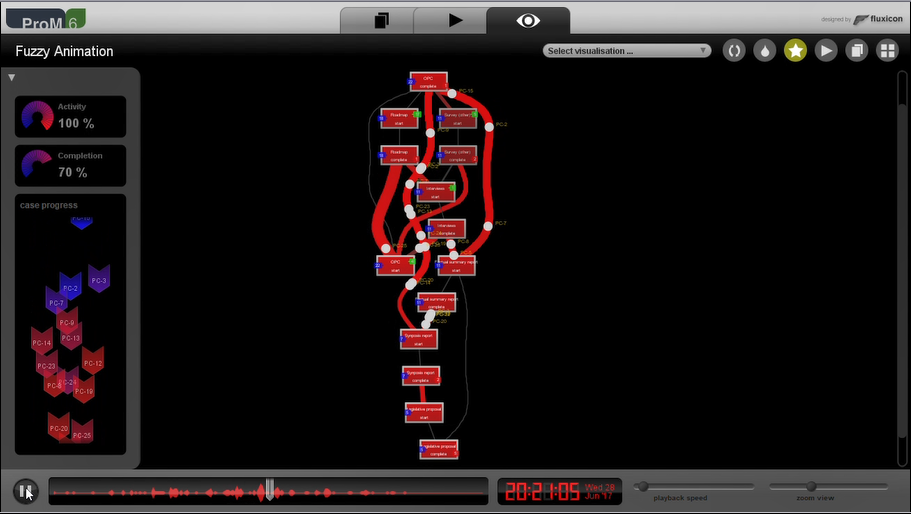 ProM 6
designed by fluxicon
Fuzzy Animation
Select visualisation ...
Activity
100 %
Completion
70 %
case progress
PC-2
PC-3
PC-7
PC-9
PC-14
PC-13
PC-23
PC-12
PC-19
PC-20
PC-25
OPC
complete
Roadmap
start
Survey (other)
start
PC-2
Roadmap
complete
Survey (other)
complete
Interviews
start
PC-7
Interviews
complete
OPC
start
Factual summary report
start
Factual summary report
complete
Synopsis report
start
Synopsis report
complete
Legislative proposal
start
Legislative proposal
complete
20:21:05
Wed 28
Jun 17
playback speed
zoom view